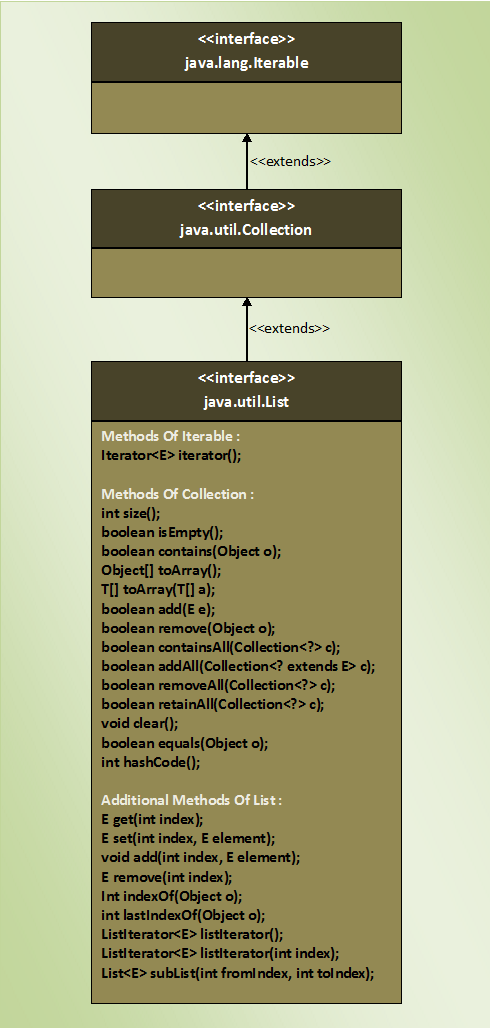 <<interface>>
java.lang.Iterable
<<extends>>
<<interface>>
java.util.Collection
<<extends>>
<<interface>>
java.util.List
Methods Of Iterable :
Iterator<E> iterator();
Methods Of Collection :
int size();
boolean isEmpty();
boolean contains(Object o);
Object[] toArray();
T[] toArray(T[] a);
boolean add(E e);
boolean remove(Object o);
boolean containsAll(Collection<?> c);
boolean addAll(Collection<? extends E> c);
boolean removeAll(Collection<?> c);
boolean retainAll(Collection<?> c);
void clear();
boolean equals(Object o);
int hashCode();
Additional Methods Of List :
E get(int index);
E set(int index, E element);
void add(int index, E element);
E remove(int index);
Int indexOf(Object o);
int lastIndexOf(Object o);
ListIterator<E> listIterator();
ListIterator<E> listIterator(int index);
List<E> subList(int fromIndex, int toIndex);